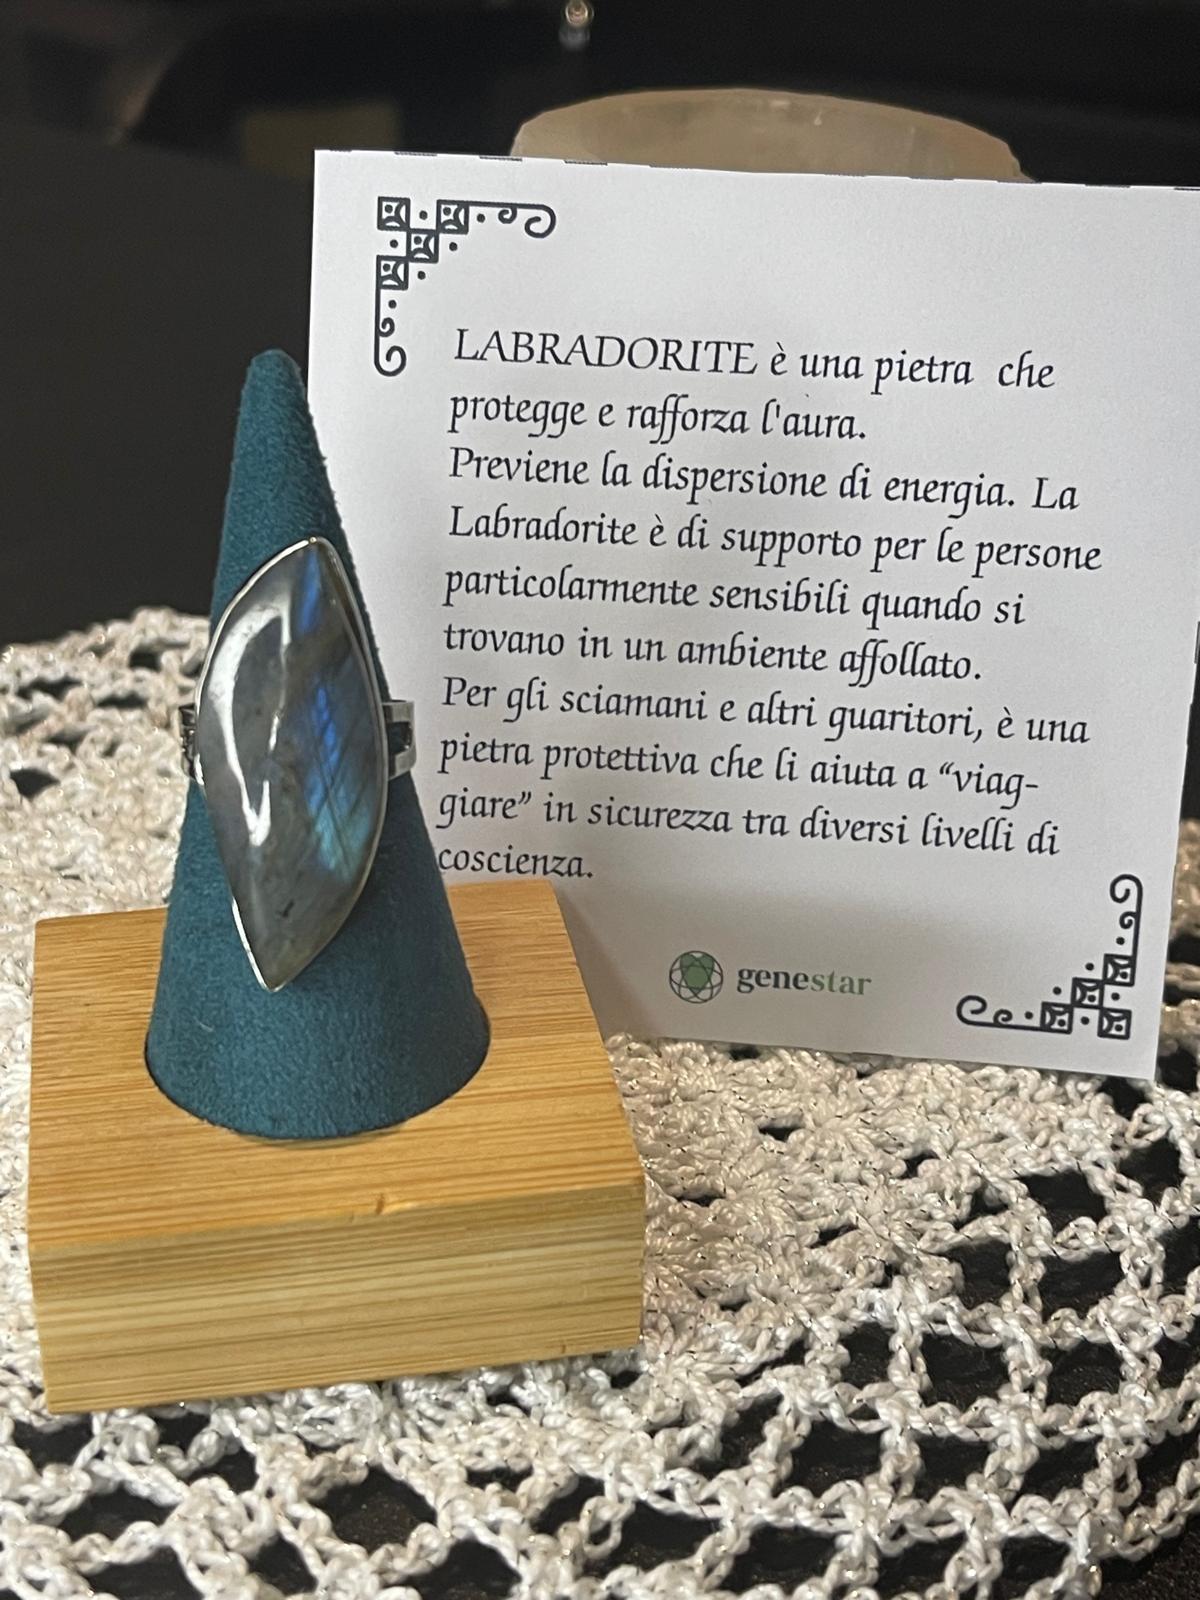 LABRADORITE è una pietra che
protegge e rafforza l'aura.
Previene la dispersione di energia. La
Labradorite è di supporto per le persone
particolarmente sensibili quando si
trovano in un ambiente affollato.
Per gli sciamani e altri guaritori, è una
pietra protettiva che li aiuta a “viag-
giare” in sicurezza tra diversi livelli di
coscienza.
genestar